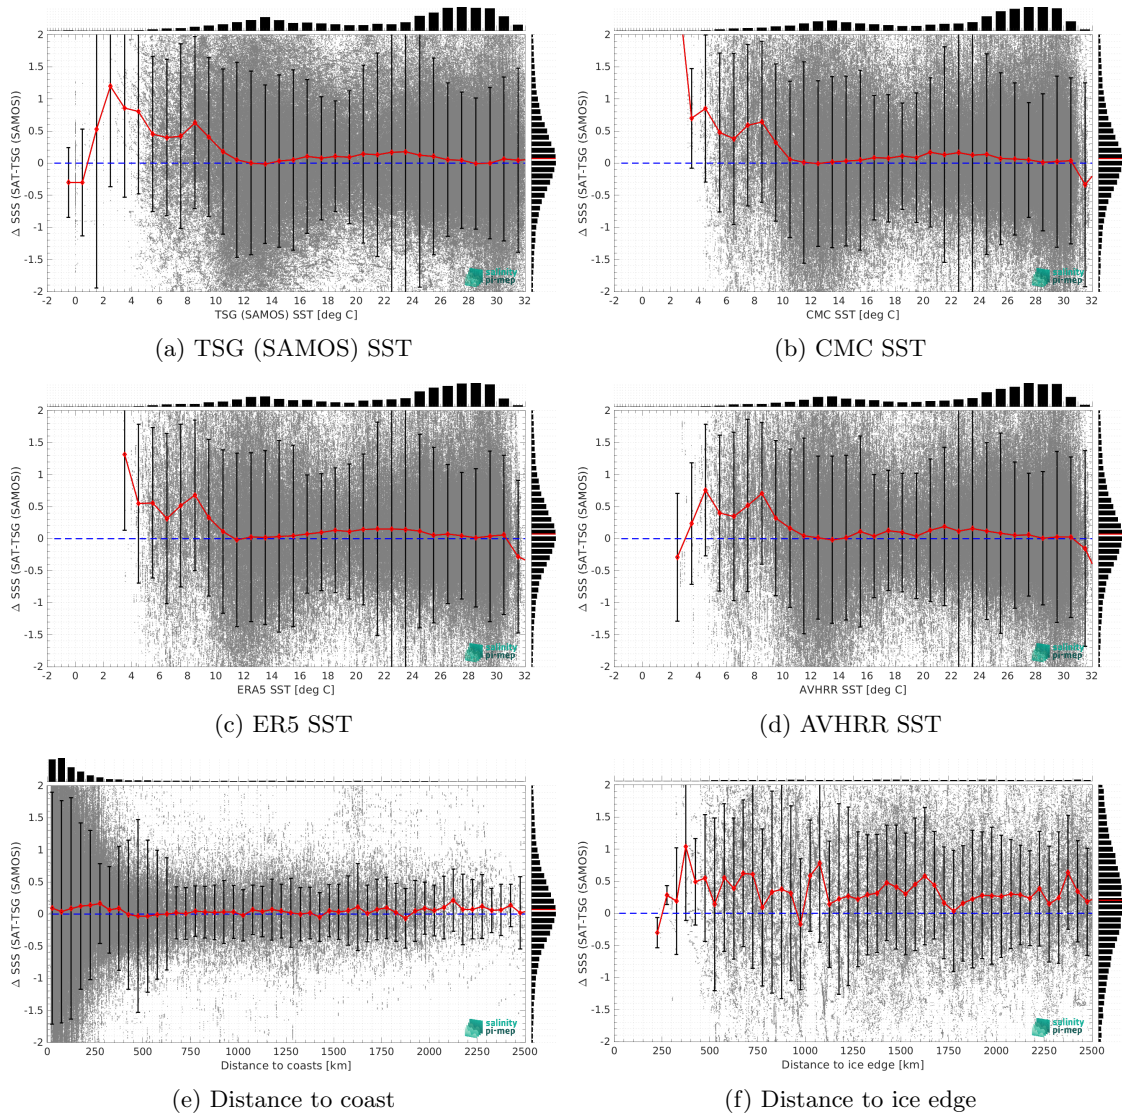 2
1.5
1
0.5
0
-0.5
-1
-1.5
-2
Δ SSS (SAT-TSG (SAMOS))
salinity
pi-mep
-2 0 2 4 6 8 10 12 14 16 18 20 22 24 26 28 30 32
TSG (SAMOS) SST [deg C]
(a) TSG (SAMOS) SST
2
1.5
1
0.5
0
-0.5
-1
-1.5
-2
Δ SSS (SAT-TSG (SAMOS))
salinity
pi-mep
-2 0 2 4 6 8 10 12 14 16 18 20 22 24 26 28 30 32
CMC SST [deg C]
(b) CMC SST
2
1.5
1
0.5
0
-0.5
-1
-1.5
-2
Δ SSS (SAT-TSG (SAMOS))
salinity
pi-mep
-2 0 2 4 6 8 10 12 14 16 18 20 22 24 26 28 30 32
ERA5 SST [deg C]
(c) ER5 SST
2
1.5
1
0.5
0
-0.5
-1
-1.5
-2
Δ SSS (SAT-TSG (SAMOS))
salinity
pi-mep
-2 0 2 4 6 8 10 12 14 16 18 20 22 24 26 28 30 32
AVHRR SST [deg C]
(d) AVHRR SST
2
1.5
1
0.5
0
-0.5
-1
-1.5
-2
Δ SSS (SAT-TSG (SAMOS))
salinity
pi-mep
0 250 500 750 1000 1250 1500 1750 2000 2250 2500
Distance to coasts [km]
(e) Distance to coast
2
1.5
1
0.5
0
-0.5
-1
-1.5
-2
Δ SSS (SAT-TSG (SAMOS))
salinity
pi-mep
0 250 500 750 1000 1250 1500 1750 2000 2250 2500
Distance to ice edge [km]
(f) Distance to ice edge